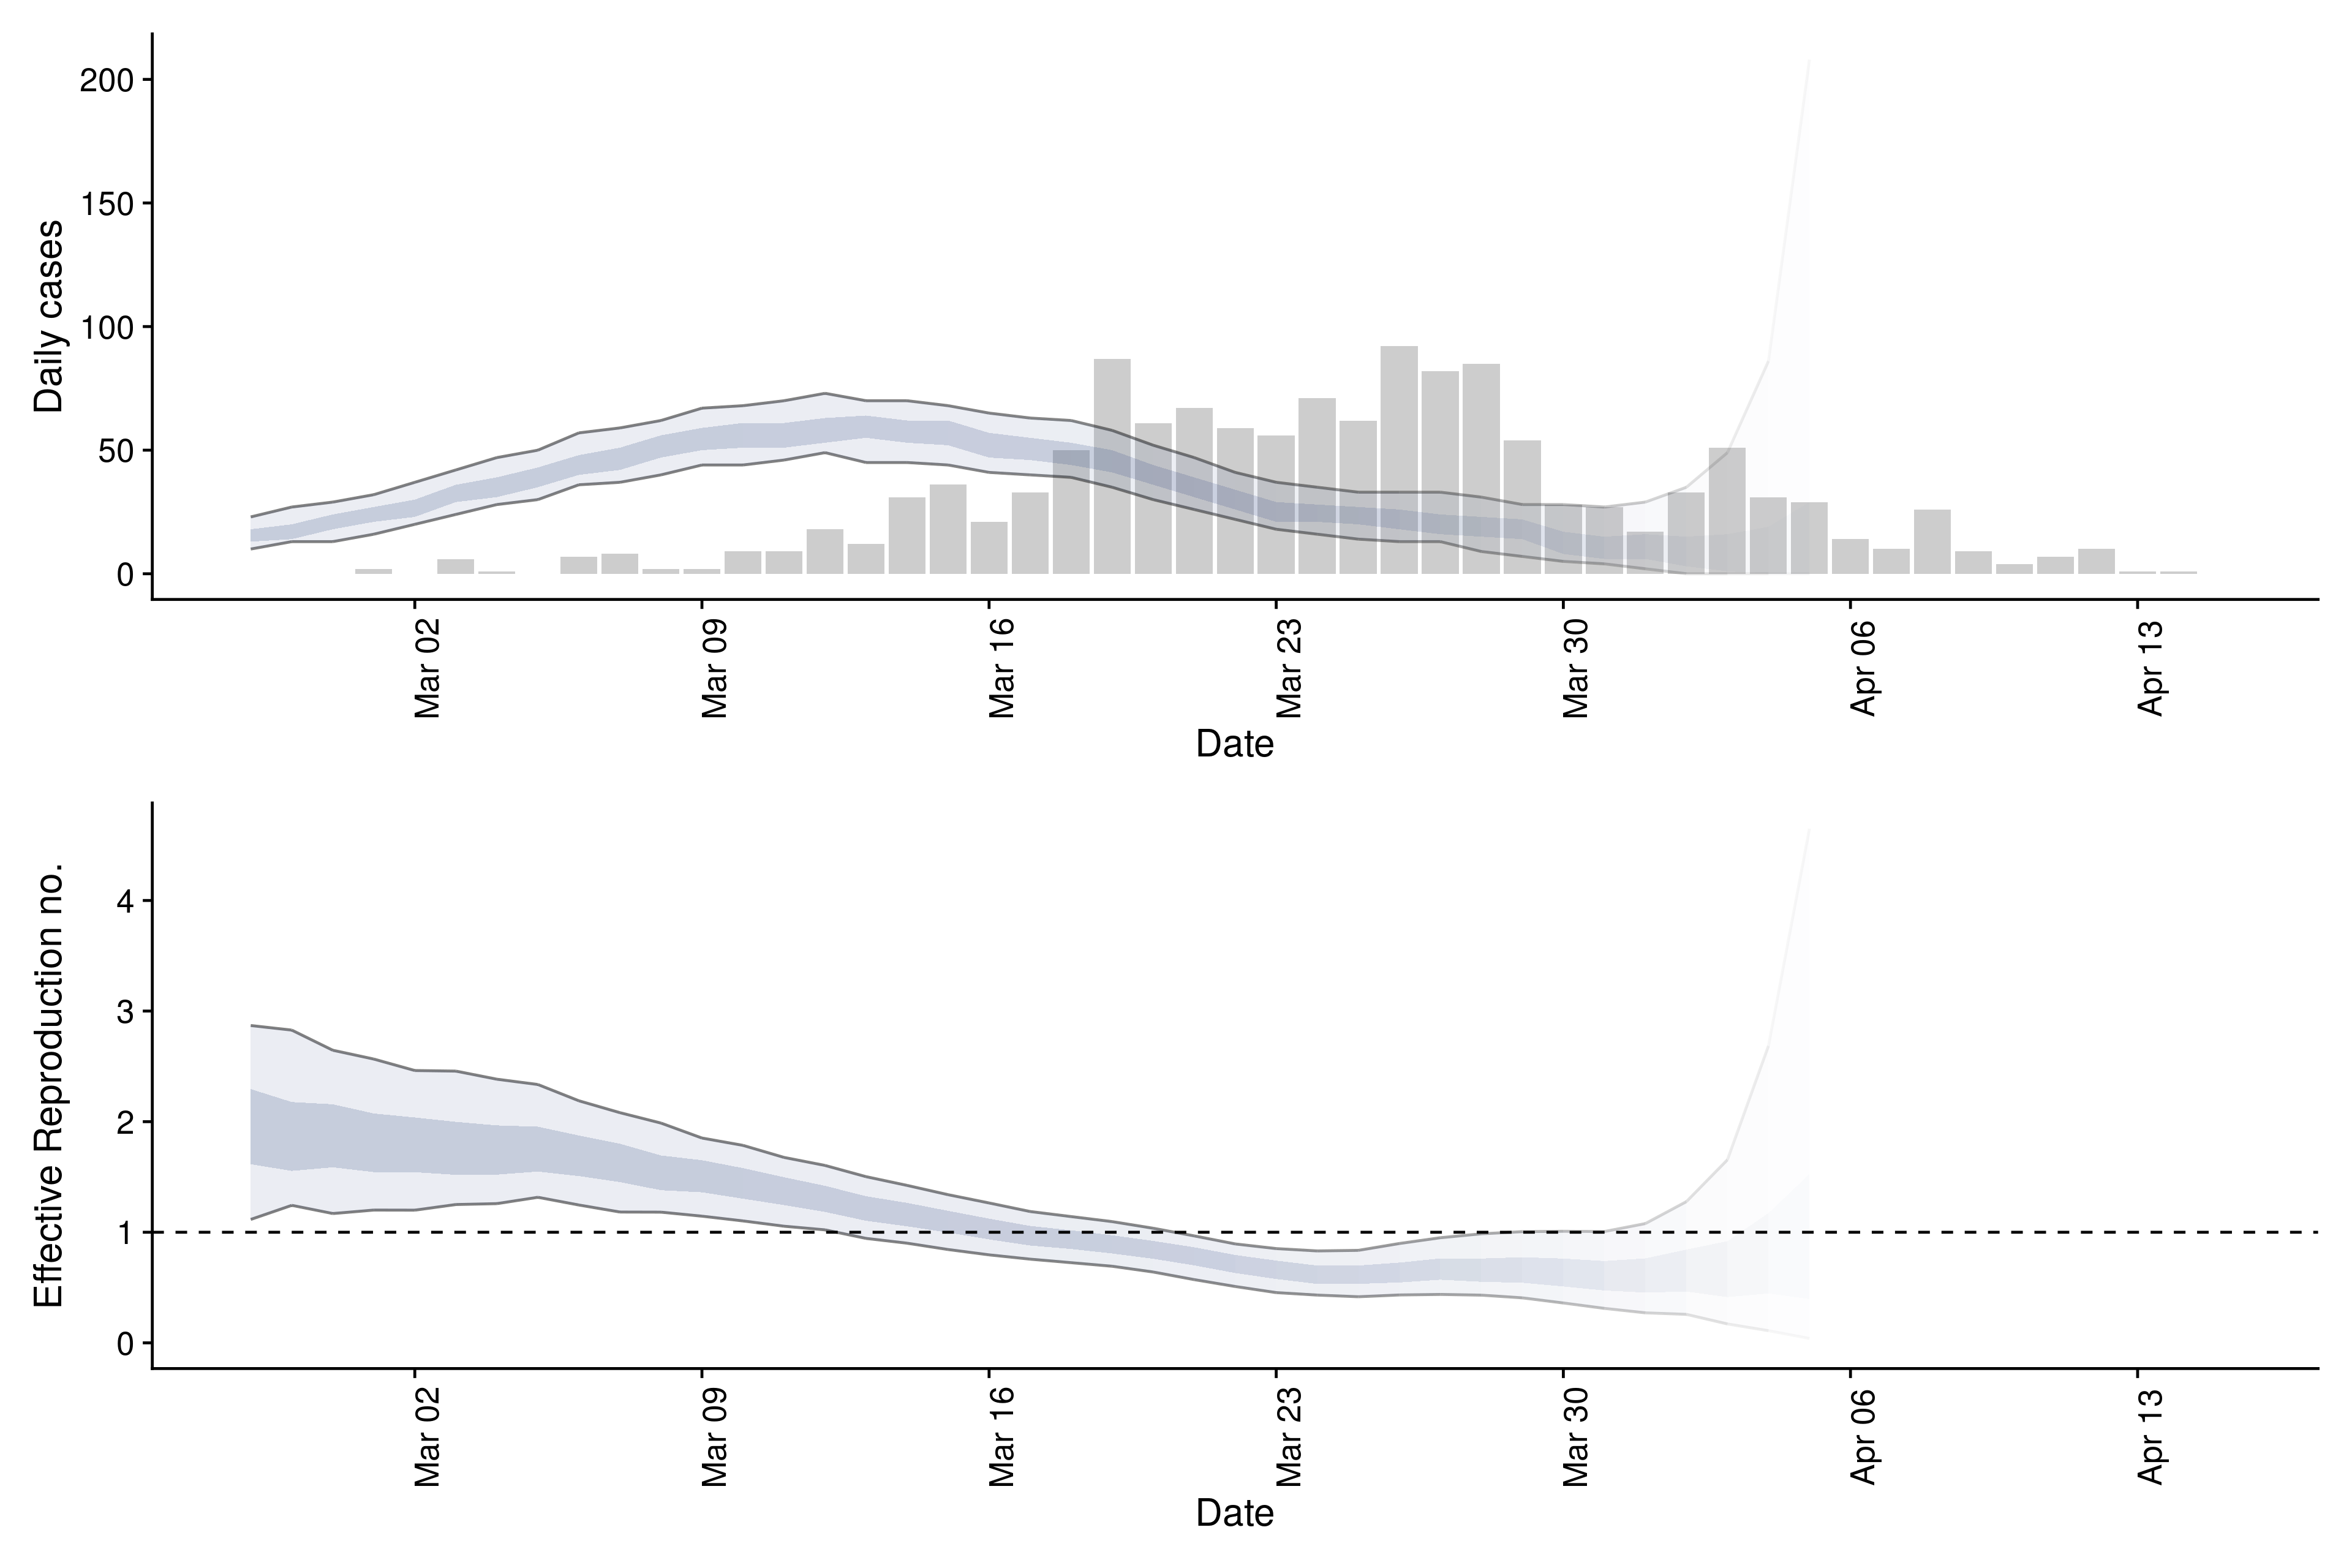 Daily cases
200
150
100
50
0
Mar 02
Mar 09
Mar 16
Mar 23
Mar 30
Apr 06
Apr 13
Date
Effective Reproduction no.
4
3
2
1
0
Mar 02
Mar 09
Mar 16
Mar 23
Mar 30
Apr 06
Apr 13
Date